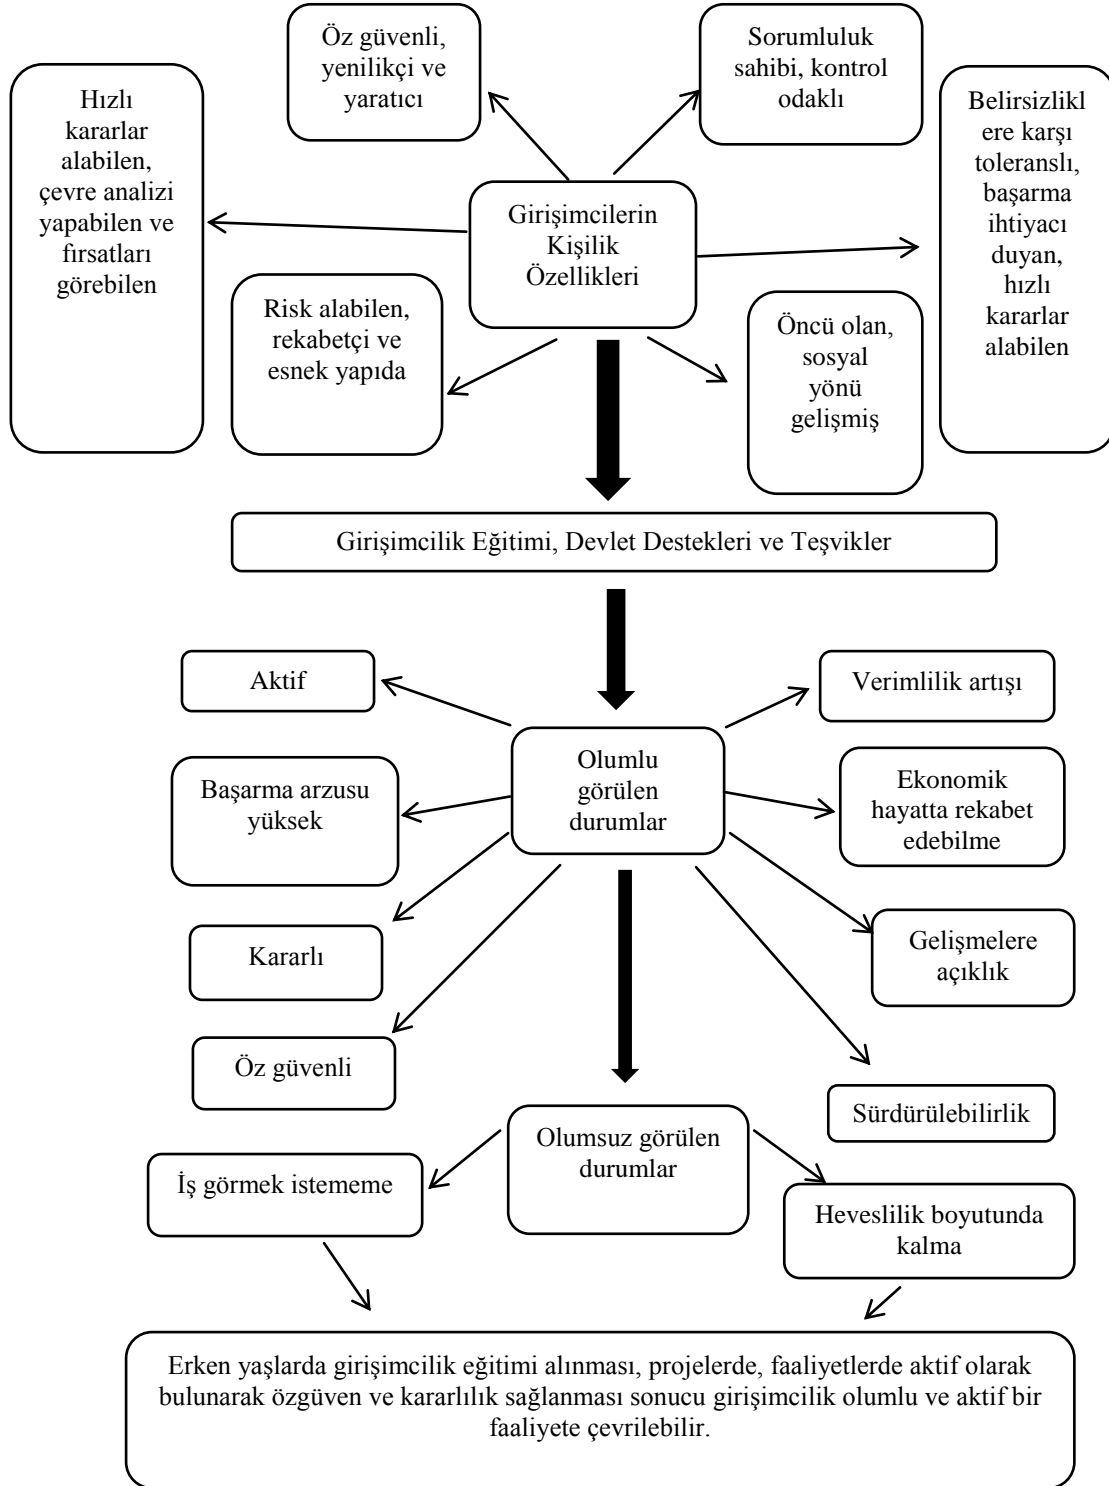 Öz güvenli,
yenilikçi ve
yaratıcı
Sorumluluk
sahibi, kontrol
odaklı
Hızlı
kararlar
alabilen,
çevre analizi
yapabilen ve
fırsatları
görebilen
Belirsizlikl
ere karşı
toleranslı,
başarma
ihtiyacı
duyan,
hızlı
kararlar
alabilen
Girişimcilerin
Kişilik
Özellikleri
Risk alabilen,
rekabetçi ve
esnek yapıda
Öncü olan,
sosyal
yönü
gelişmiş
Girişimcilik Eğitimi, Devlet Destekleri ve Teşvikler
Aktif
Verimlilik artışı
Olumlu
görülen
durumlar
Başarma arzusu
yüksek
Ekonomik
hayatta rekabet
edebilme
Kararlı
Gelişmelere
açıklık
Öz güvenli
Sürdürülebilirlik
Olumsuz görülen
durumlar
İş görmek istememe
Heveslilik boyutunda
kalma
Erken yaşlarda girişimcilik eğitimi alınması, projelerde, faaliyetlerde aktif olarak
bulunarak özgüven ve kararlılık sağlanması sonucu girişimcilik olumlu ve aktif bir
faaliyete çevrilebilir.